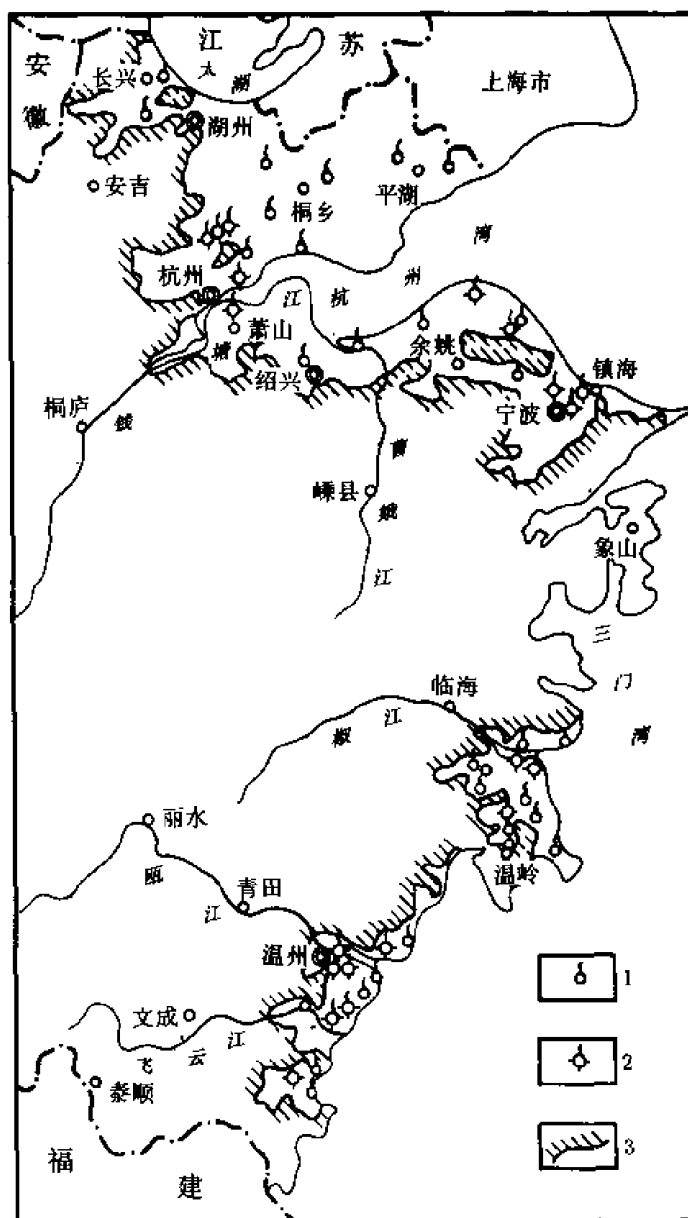 安徽
江苏
太湖
上海市
长兴
湖州
安吉
桐乡
平湖
杭州湾
杭州
萧山
钱塘江
绍兴
余姚
镇海
宁波
桐庐
嵊县
曹娥江
象山
三门湾
临海
椒江
温岭
丽水
瓯江
青田
温州
文成
飞云江
泰顺
福建
1
2
3